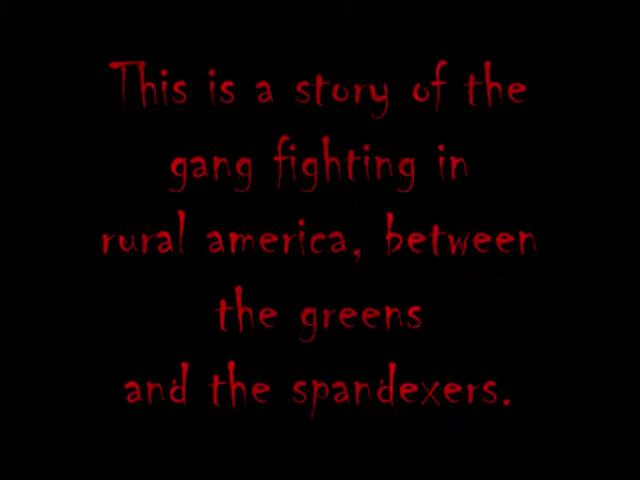 This is a story of the
gang fighting in
rural america, between
the greens
and the spandexers.